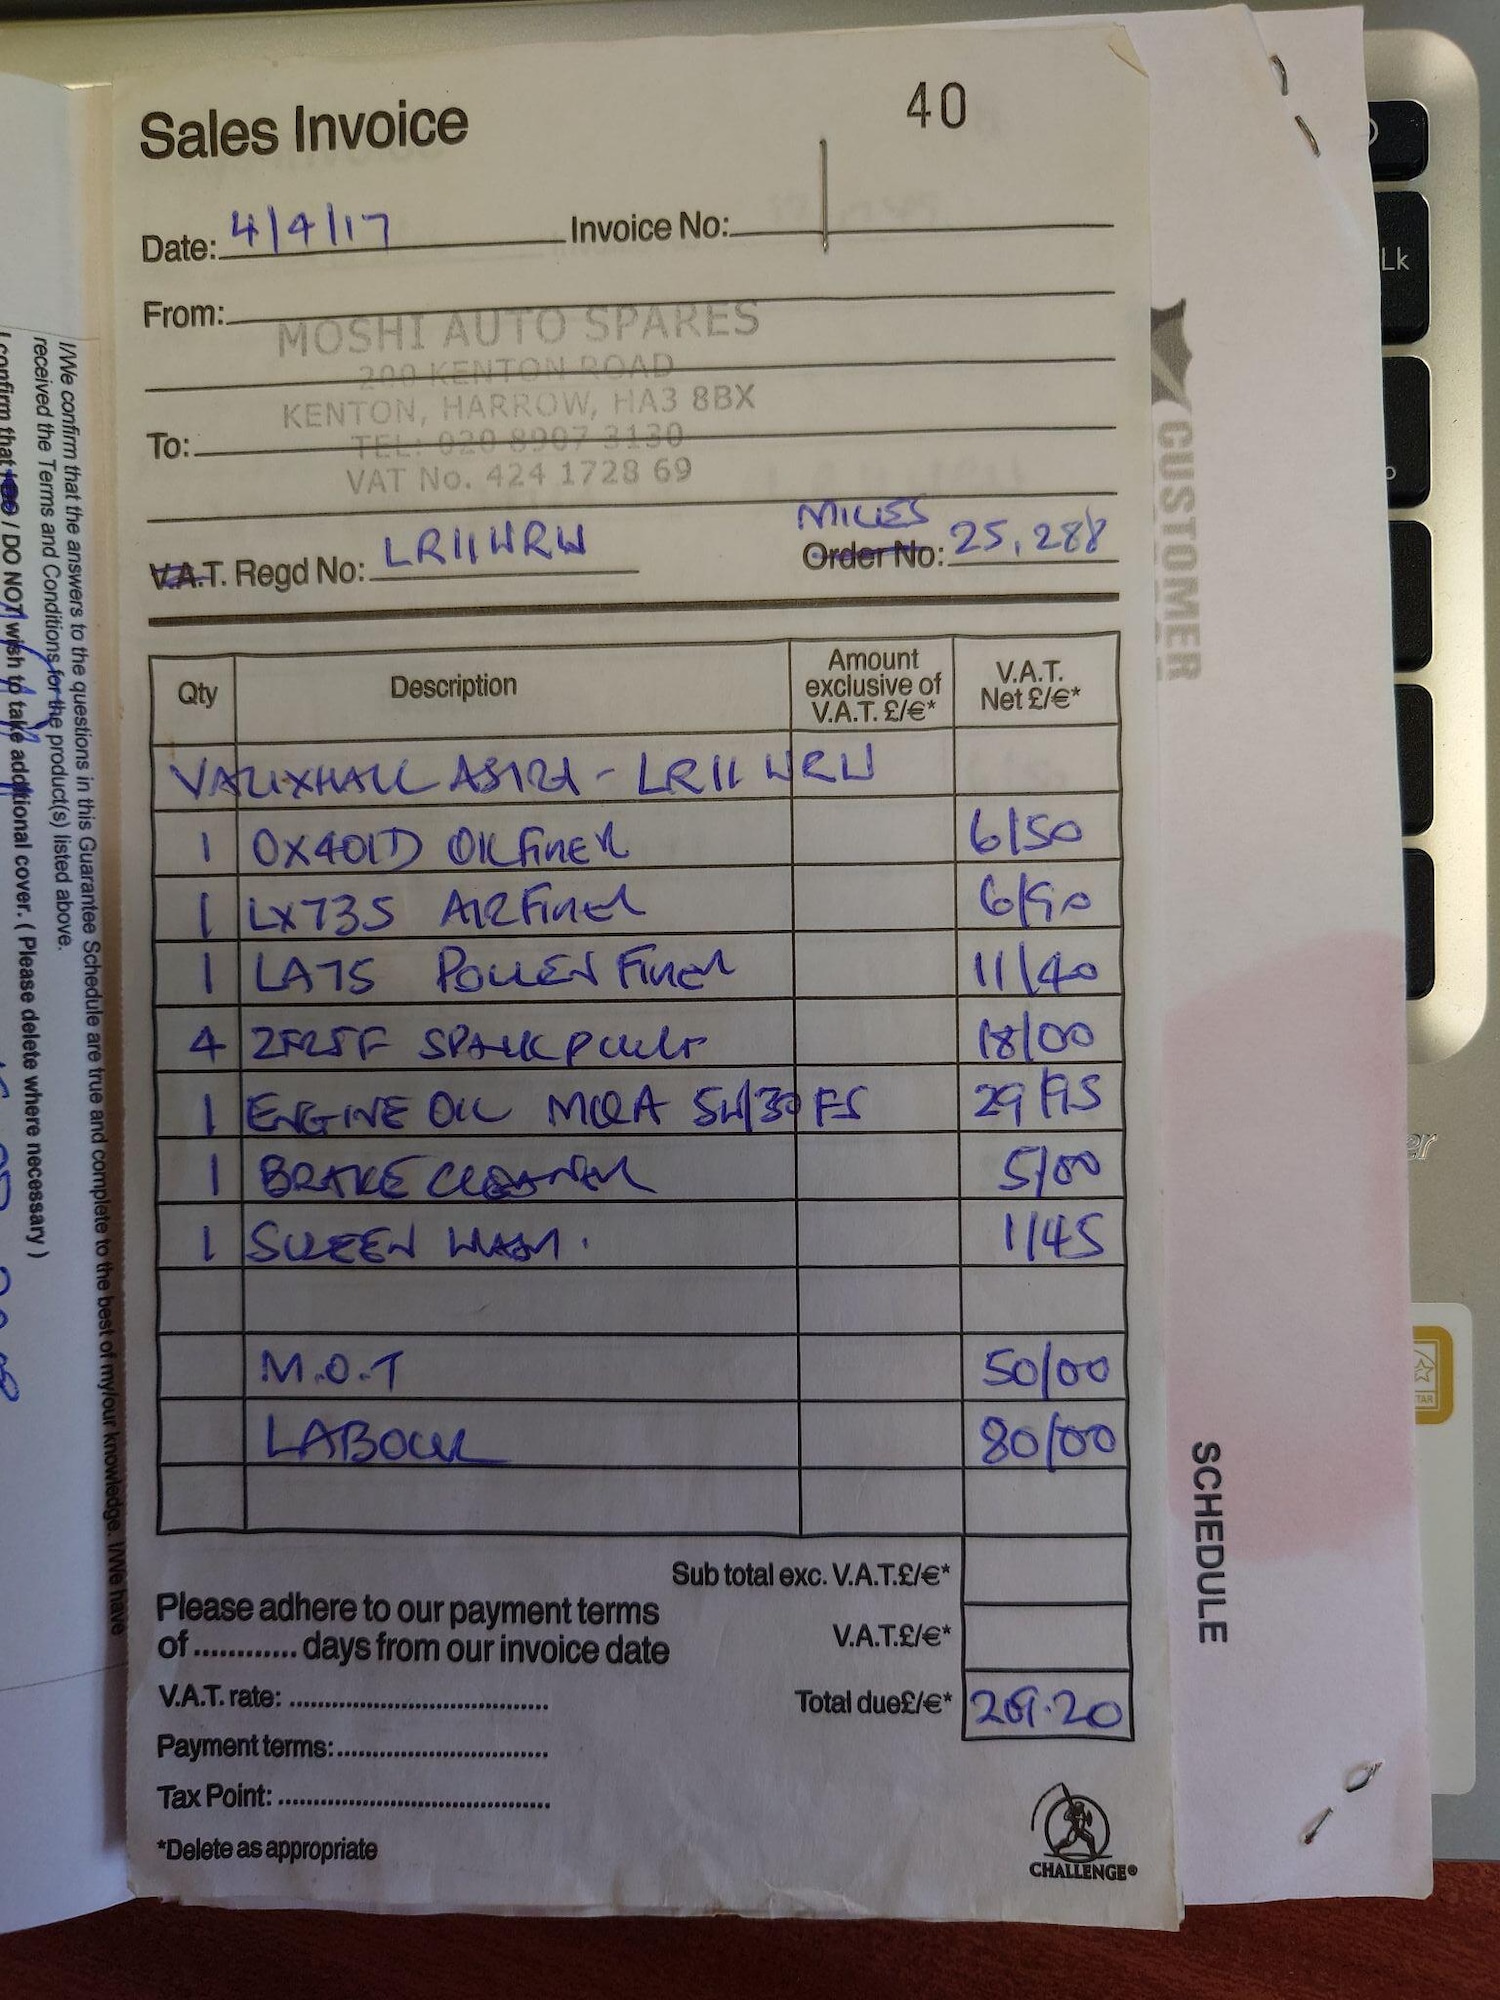 Sales Invoice
40
Date: 4/4/17 Invoice No:
From:
MOSHI AUTO SPARES
200 KENTON ROAD
KENTON, HARROW, HA3 8BX
To:
TEL: 020 8907 3130
VAT No. 424 1728 69
MILES
V.A.T. Regd No: LR11WRW Order No: 25,288
Qty Description Amount exclusive of V.A.T. £/€* V.A.T. Net £/€*
VAUXHALL ASTRA - LR11 WRW
1 OX401D OIL FILTER 6/50
1 LX735 AIR FILTER 6/90
1 LA75 POLLEN FILTER 11/40
4 SPARK PLUGS 18/00
1 ENGINE OIL 5W/30 FS 29/95
1 BRAKE CLEANER 5/00
1 SCREEN WASH. 1/45
M.O.T 50/00
LABOUR 80/00
Sub total exc. V.A.T.£/€*
Please adhere to our payment terms
of ............ days from our invoice date
V.A.T.£/€*
V.A.T. rate:
Total due£/€* 209.20
Payment terms:
Tax Point:
*Delete as appropriate
CHALLENGE®
CUSTOMER
SCHEDULE
I/We confirm that the answers to the questions in this Guarantee Schedule are true and complete to the best of my/our knowledge. I/We have
received the Terms and Conditions for the product(s) listed above.
I confirm that / DO NOT wish to take additional cover. ( Please delete where necessary )
Lk